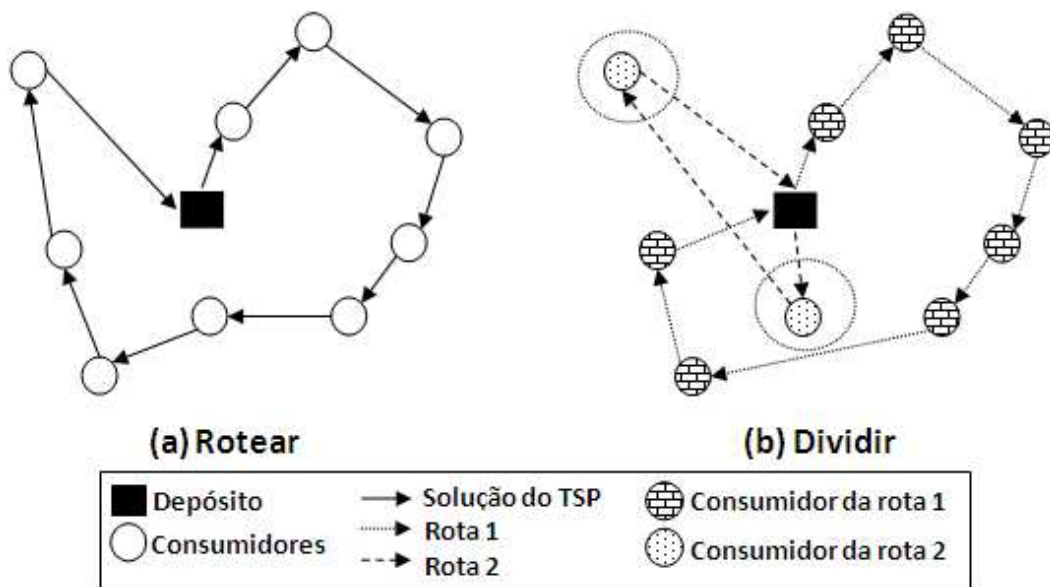 (a) Rotear
(b) Dividir
Depósito
Consumidores
Solução do TSP
Rota 1
Rota 2
Consumidor da rota 1
Consumidor da rota 2